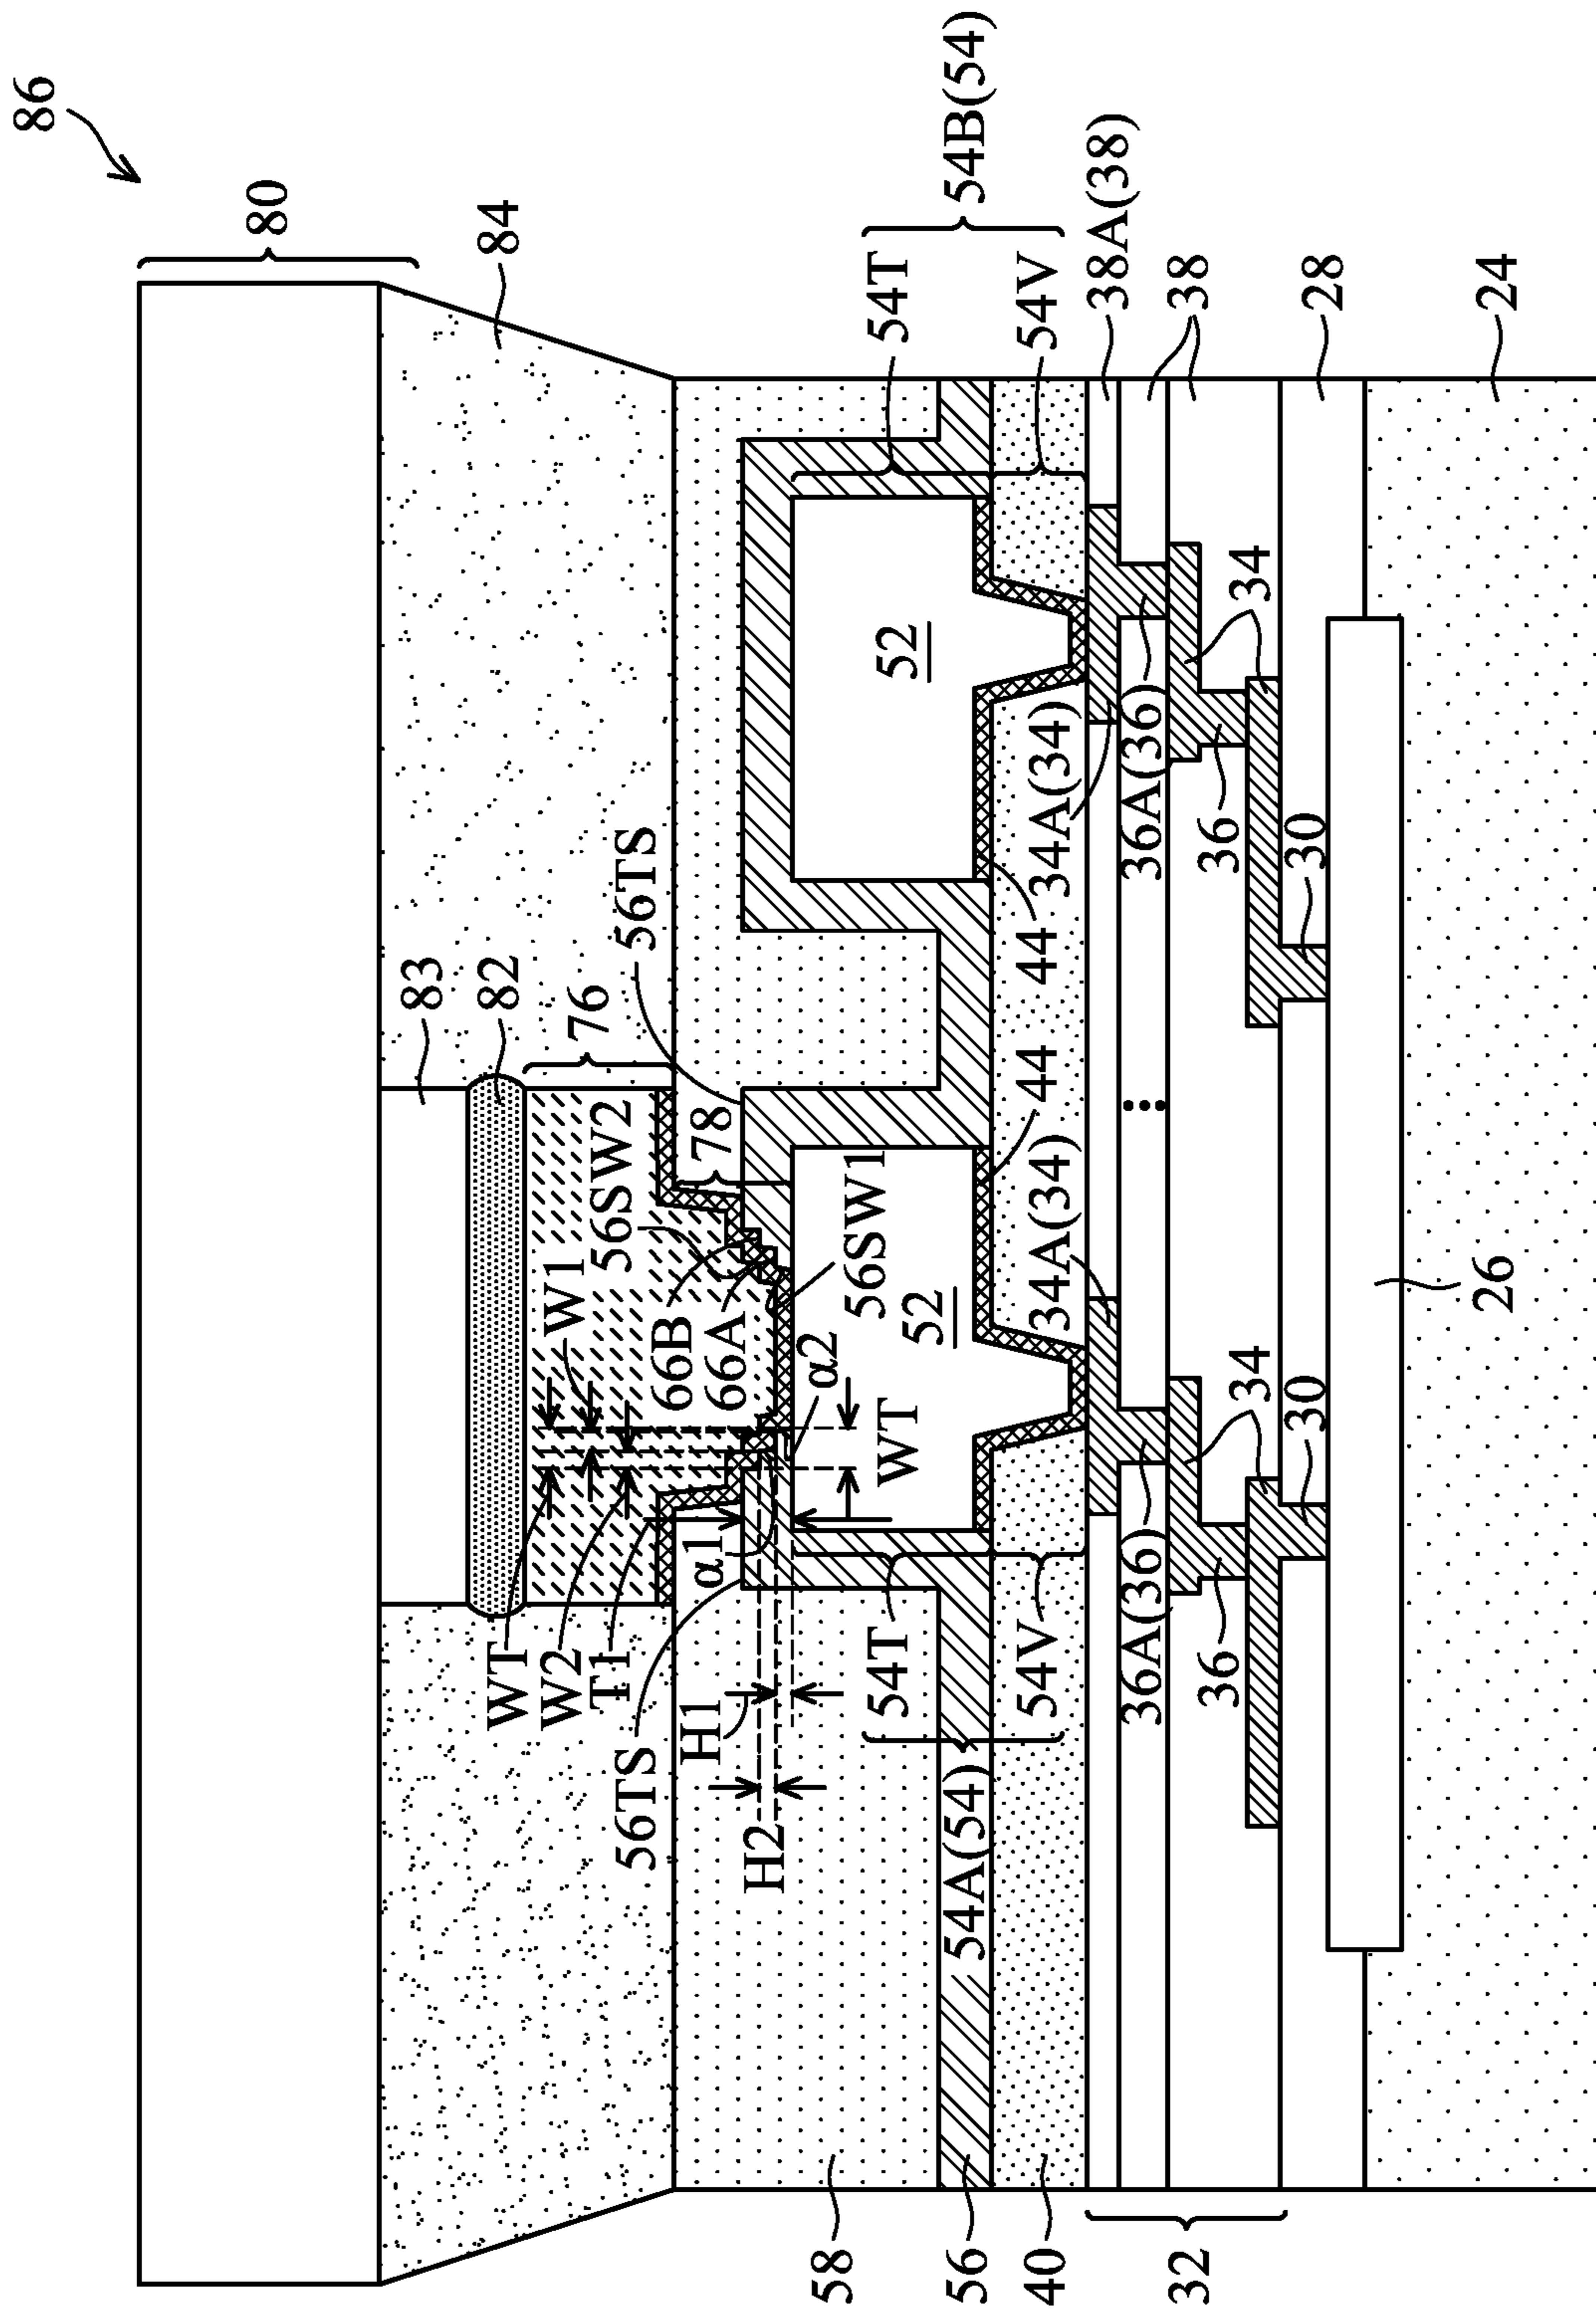 86
80
84
83
82
76
78
56TS
56SW2
W1
66B
66A
56SW1
α2
WT
WT
W2
T1
α1
56TS
H1
H2
54T
54V
54B(54)
54T
54V
54A(54)
52
52
44
44
34A(34)
34A(34)
36A(36)
36A(36)
38A(38)
38
34
34
36
36
30
30
28
24
26
58
56
40
32